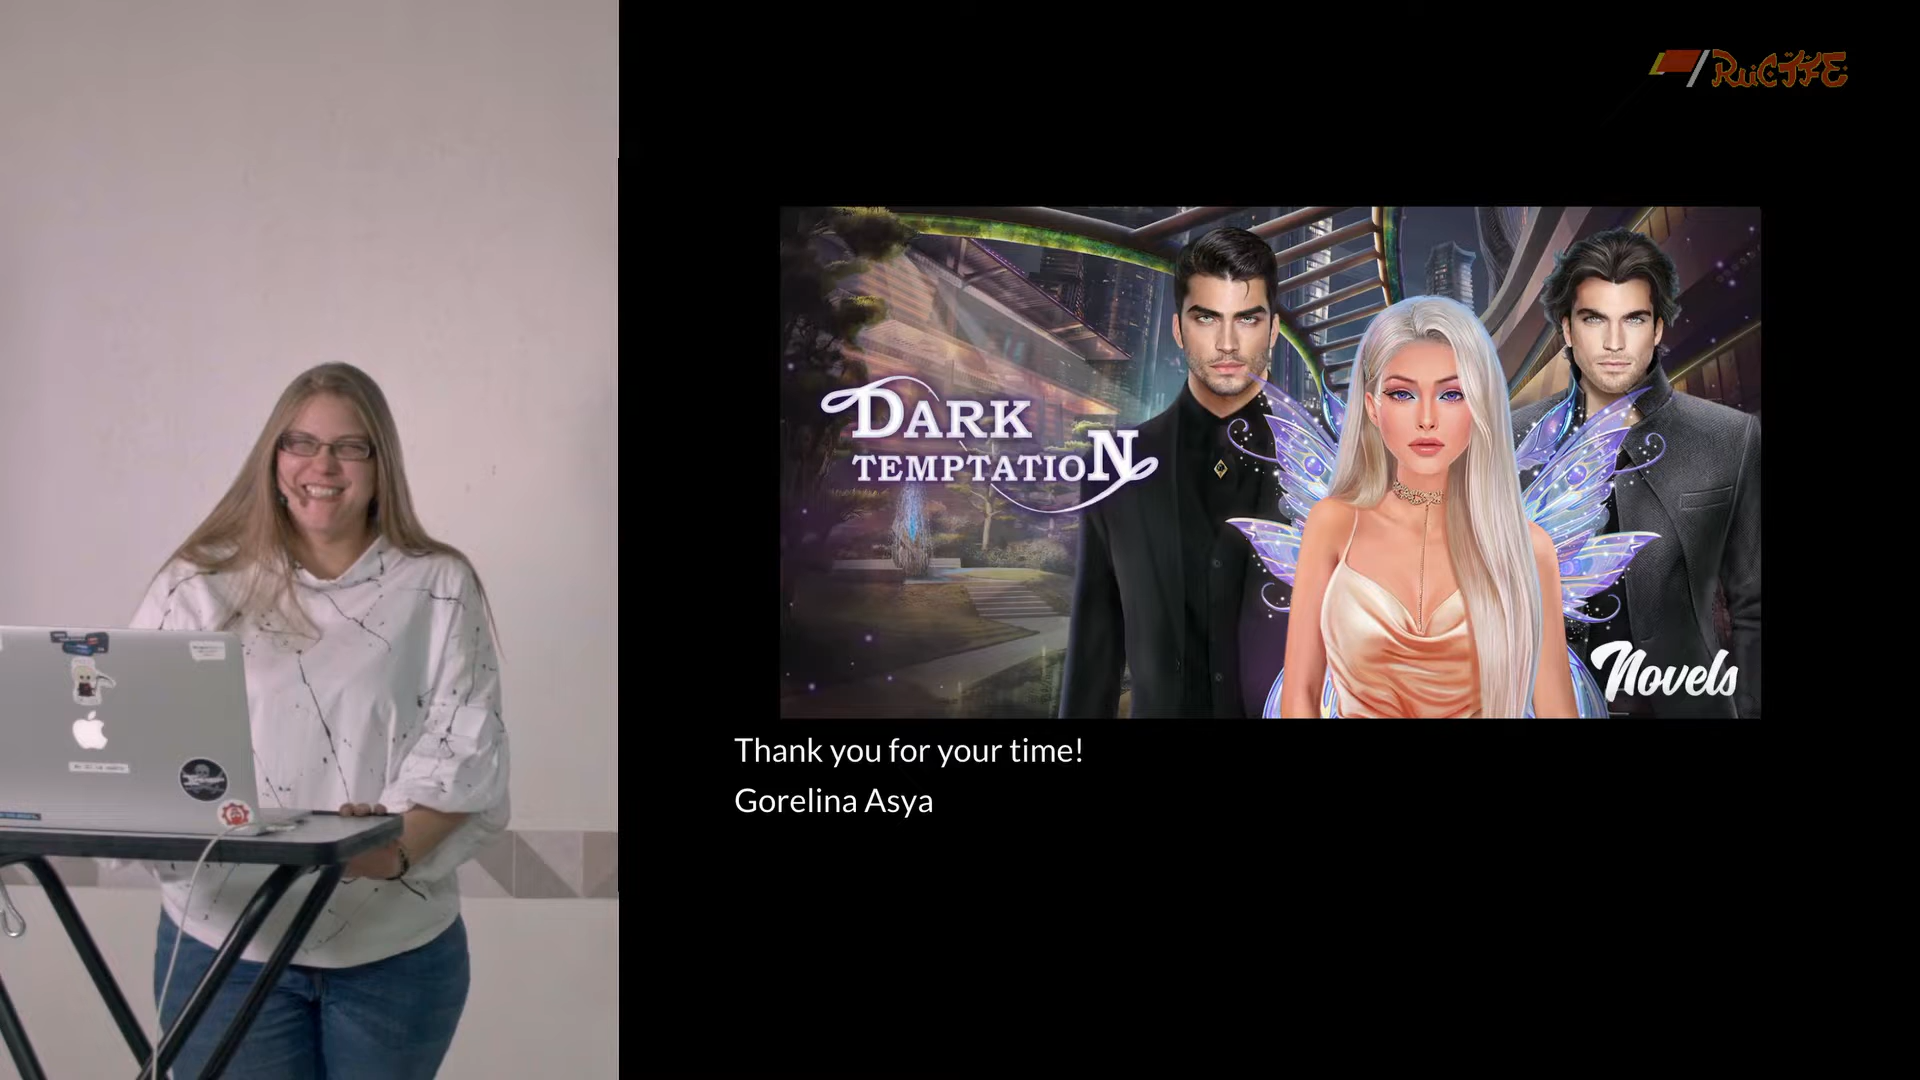 RUCTFE
DARK
TEMPTATION
Novels
Thank you for your time!
Gorelina Asya